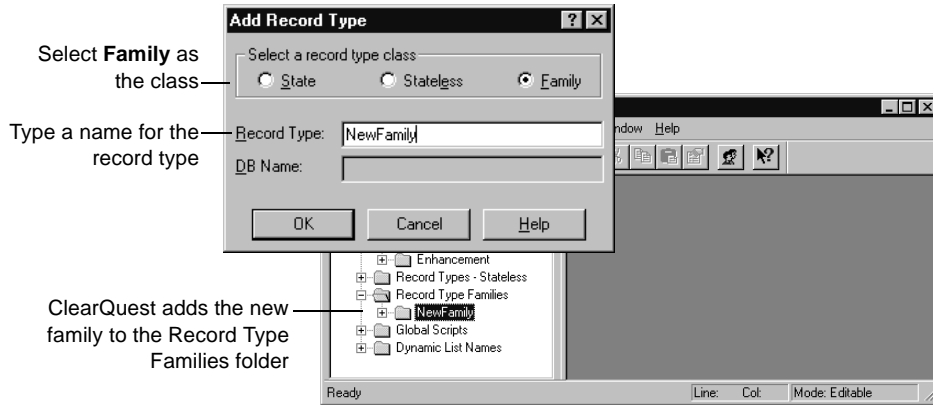 Add Record Type
Select a record type class
State
Stateless
Family
Record Type:
NewFamily
DB Name:
OK
Cancel
Help
Select Family as
the class
Type a name for the
record type
ClearQuest adds the new
family to the Record Type
Families folder
Help
Enhancement
Record Types - Stateless
Record Type Families
NewFamily
Global Scripts
Dynamic List Names
Ready
Line:
Col:
Mode: Editable